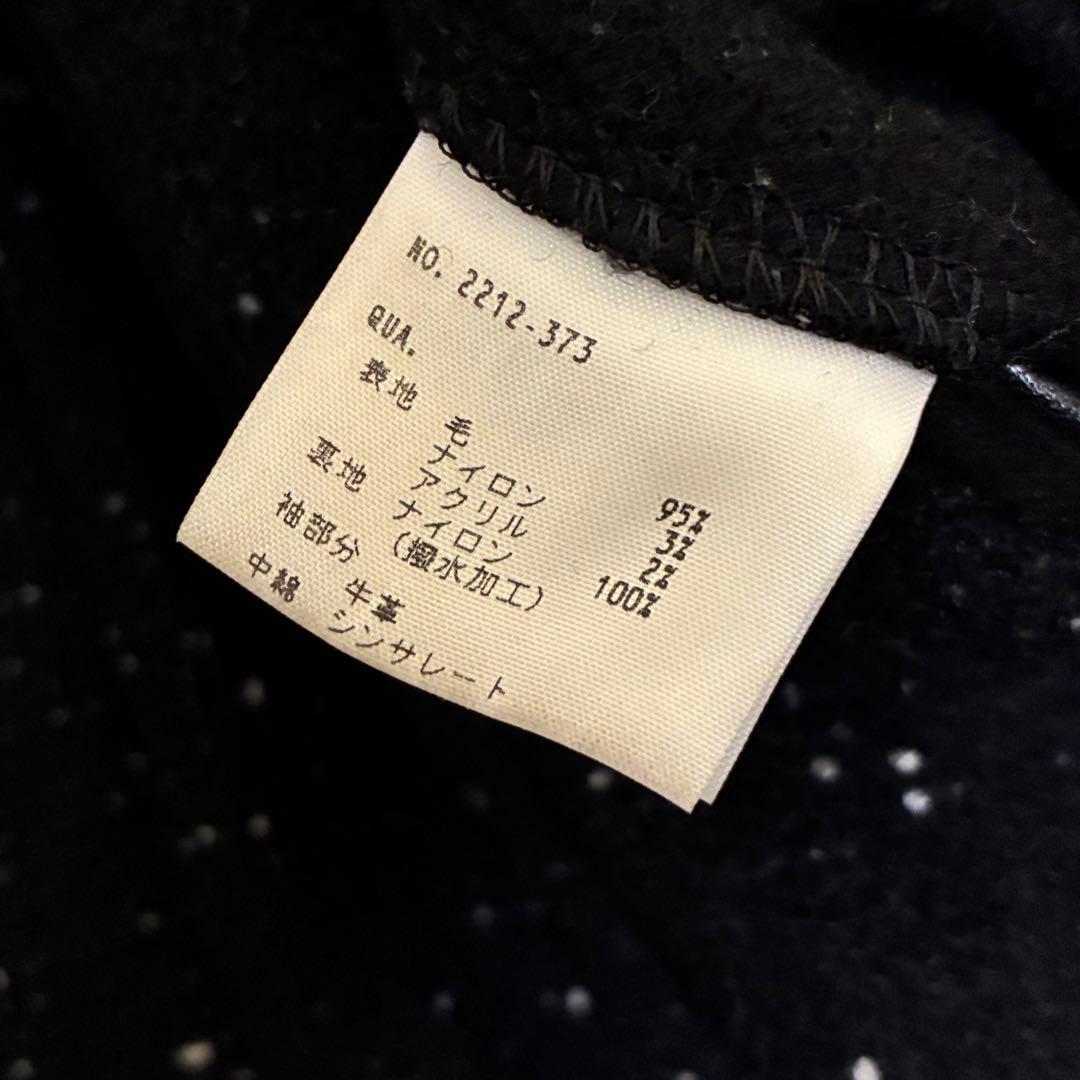 NO. 2212-373
QUA.
表地
毛 95%
ナイロン 3%
アクリル 2%
裏地 ナイロン 100%
袖部分 (撥水加工)
牛革
中綿 シンサレート